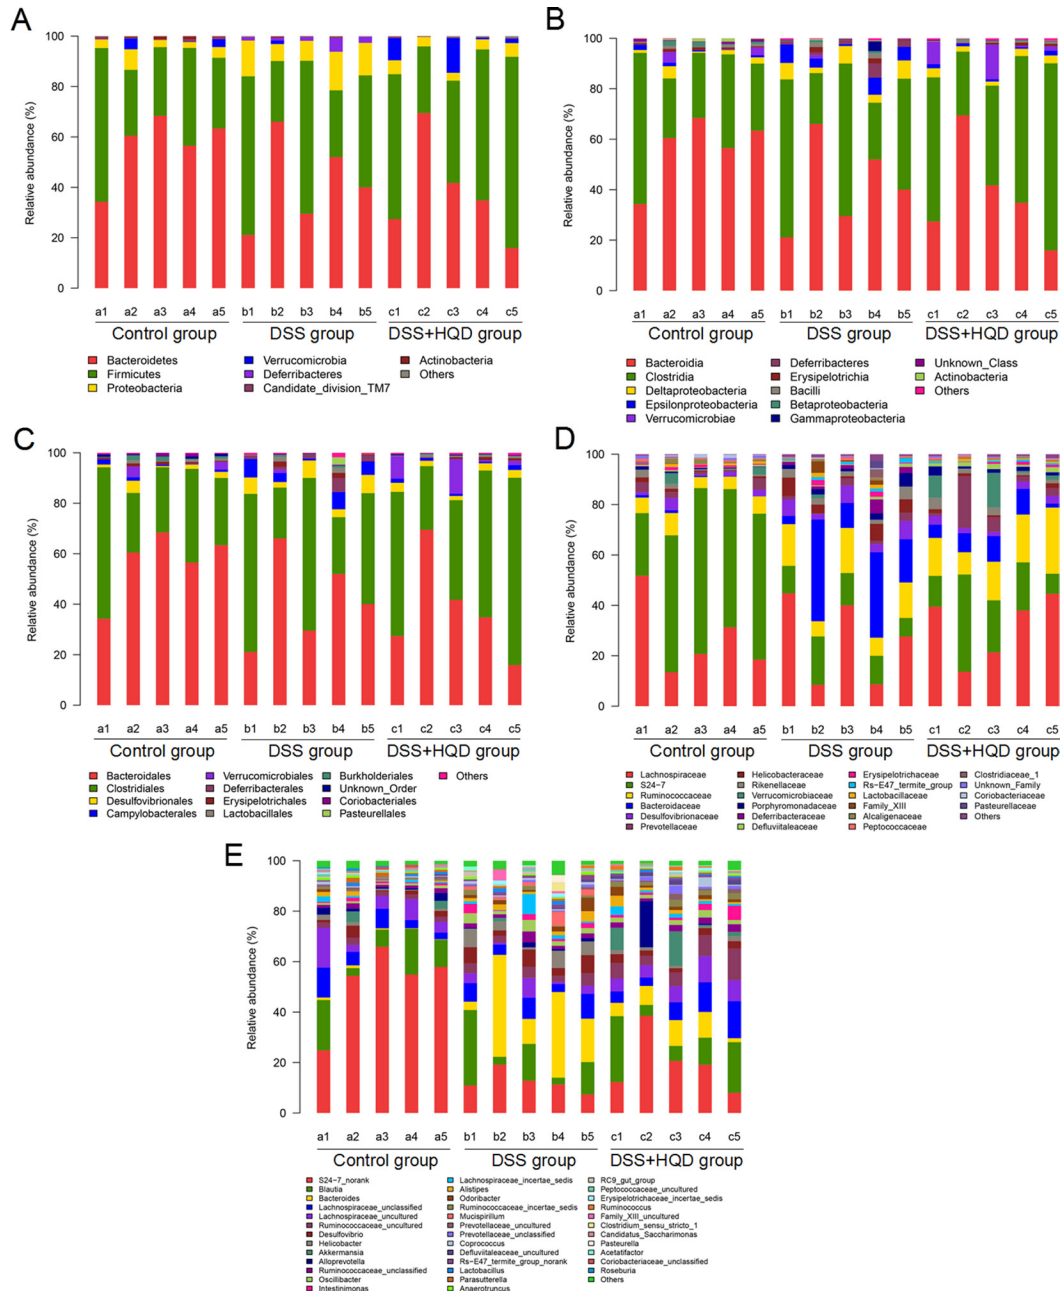 A
Relative abundance (%)
100
80
60
40
20
0
a1 a2 a3 a4 a5 b1 b2 b3 b4 b5 c1 c2 c3 c4 c5
Control group DSS group DSS+HQD group
Bacteroidetes Verrucomicrobia Actinobacteria
Firmicutes Deferribacteres Others
Proteobacteria Candidate_division_TM7
B
Relative abundance (%)
100
80
60
40
20
0
a1 a2 a3 a4 a5 b1 b2 b3 b4 b5 c1 c2 c3 c4 c5
Control group DSS group DSS+HQD group
Bacteroidia Deferribacteres Unknown_Class
Clostridia Erysipelotrichia Actinobacteria
Deltaproteobacteria Bacilli Others
Epsilonproteobacteria Betaproteobacteria
Verrucomicrobiae Gammaproteobacteria
C
Relative abundance (%)
100
80
60
40
20
0
a1 a2 a3 a4 a5 b1 b2 b3 b4 b5 c1 c2 c3 c4 c5
Control group DSS group DSS+HQD group
Bacteroidales Verrucomicrobiales Burkholderiales Others
Clostridiales Deferribacterales Unknown_Order
Desulfovibrionales Erysipelotrichales Coriobacteriales
Campylobacterales Lactobacillales Pasteurellales
D
Relative abundance (%)
100
80
60
40
20
0
a1 a2 a3 a4 a5 b1 b2 b3 b4 b5 c1 c2 c3 c4 c5
Control group DSS group DSS+HQD group
Lachnospiraceae Helicobacteraceae Erysipelotrichaceae Clostridiaceae_1
S24-7 Rikenellaceae Rs-E47_termite_group Unknown_Family
Ruminococcaceae Verrucomicrobiaceae Lactobacillaceae Coriobacteriaceae
Bacteroidaceae Porphyromonadaceae Family_XIII Pasteurellaceae
Desulfovibrionaceae Deferribacteraceae Alcaligenaceae Others
Prevotellaceae Defluviitaleaceae Peptococcaceae
E
Relative abundance (%)
100
80
60
40
20
0
a1 a2 a3 a4 a5 b1 b2 b3 b4 b5 c1 c2 c3 c4 c5
Control group DSS group DSS+HQD group
S24-7_norank Lachnospiraceae_incertae_sedis RC9_gut_group
Blautia Alistipes Peptococcaceae_uncultured
Bacteroides Odoribacter Erysipelotrichaceae_incertae_sedis
Lachnospiraceae_unclassified Ruminococcaceae_incertae_sedis Ruminococcus
Lachnospiraceae_uncultured Mucispirillum Family_XIII_uncultured
Ruminococcaceae_uncultured Prevotellaceae_uncultured Clostridium_sensu_stricto_1
Desulfovibrio Prevotellaceae_unclassified Candidatus_Saccharimonas
Helicobacter Coprococcus Pasteurella
Akkermansia Defluviitaleaceae_uncultured Acetatifactor
Alloprevotella Rs-E47_termite_group_norank Coriobacteriaceae_unclassified
Ruminococcaceae_unclassified Lactobacillus Roseburia
Oscillibacter Parasutterella Others
Intestinimonas Anaerotruncus